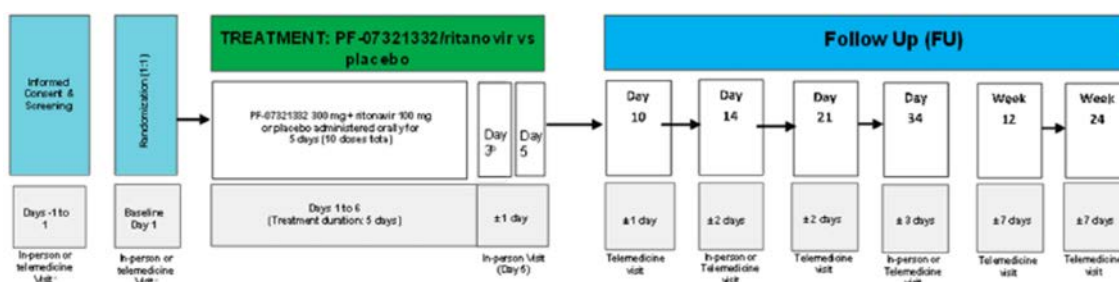 Informed
Consent &
Screening
Randomization (1:1)
TREATMENT: PF-07321332/ritanovir vs
placebo
PF-07321332 300 mg + ritonavir 100 mg
or placebo administered orally for
5 days (10 doses total)
Day
3ᵇ
Day
5
Follow Up (FU)
Day
10
Day
14
Day
21
Day
34
Week
12
Week
24
Days -1 to
1
Baseline
Day 1
Days 1 to 6
(Treatment duration: 5 days)
±1 day
±1 day
±2 days
±2 days
±3 days
±7 days
±7 days
In-person or
telemedicine
Visit
In-person or
telemedicine
Visit
In-person Visit
(Day 5)
Telemedicine
visit
In-person or
Telemedicine
visit
Telemedicine
visit
In-person or
Telemedicine
visit
Telemedicine
visit
Telemedicine
visit